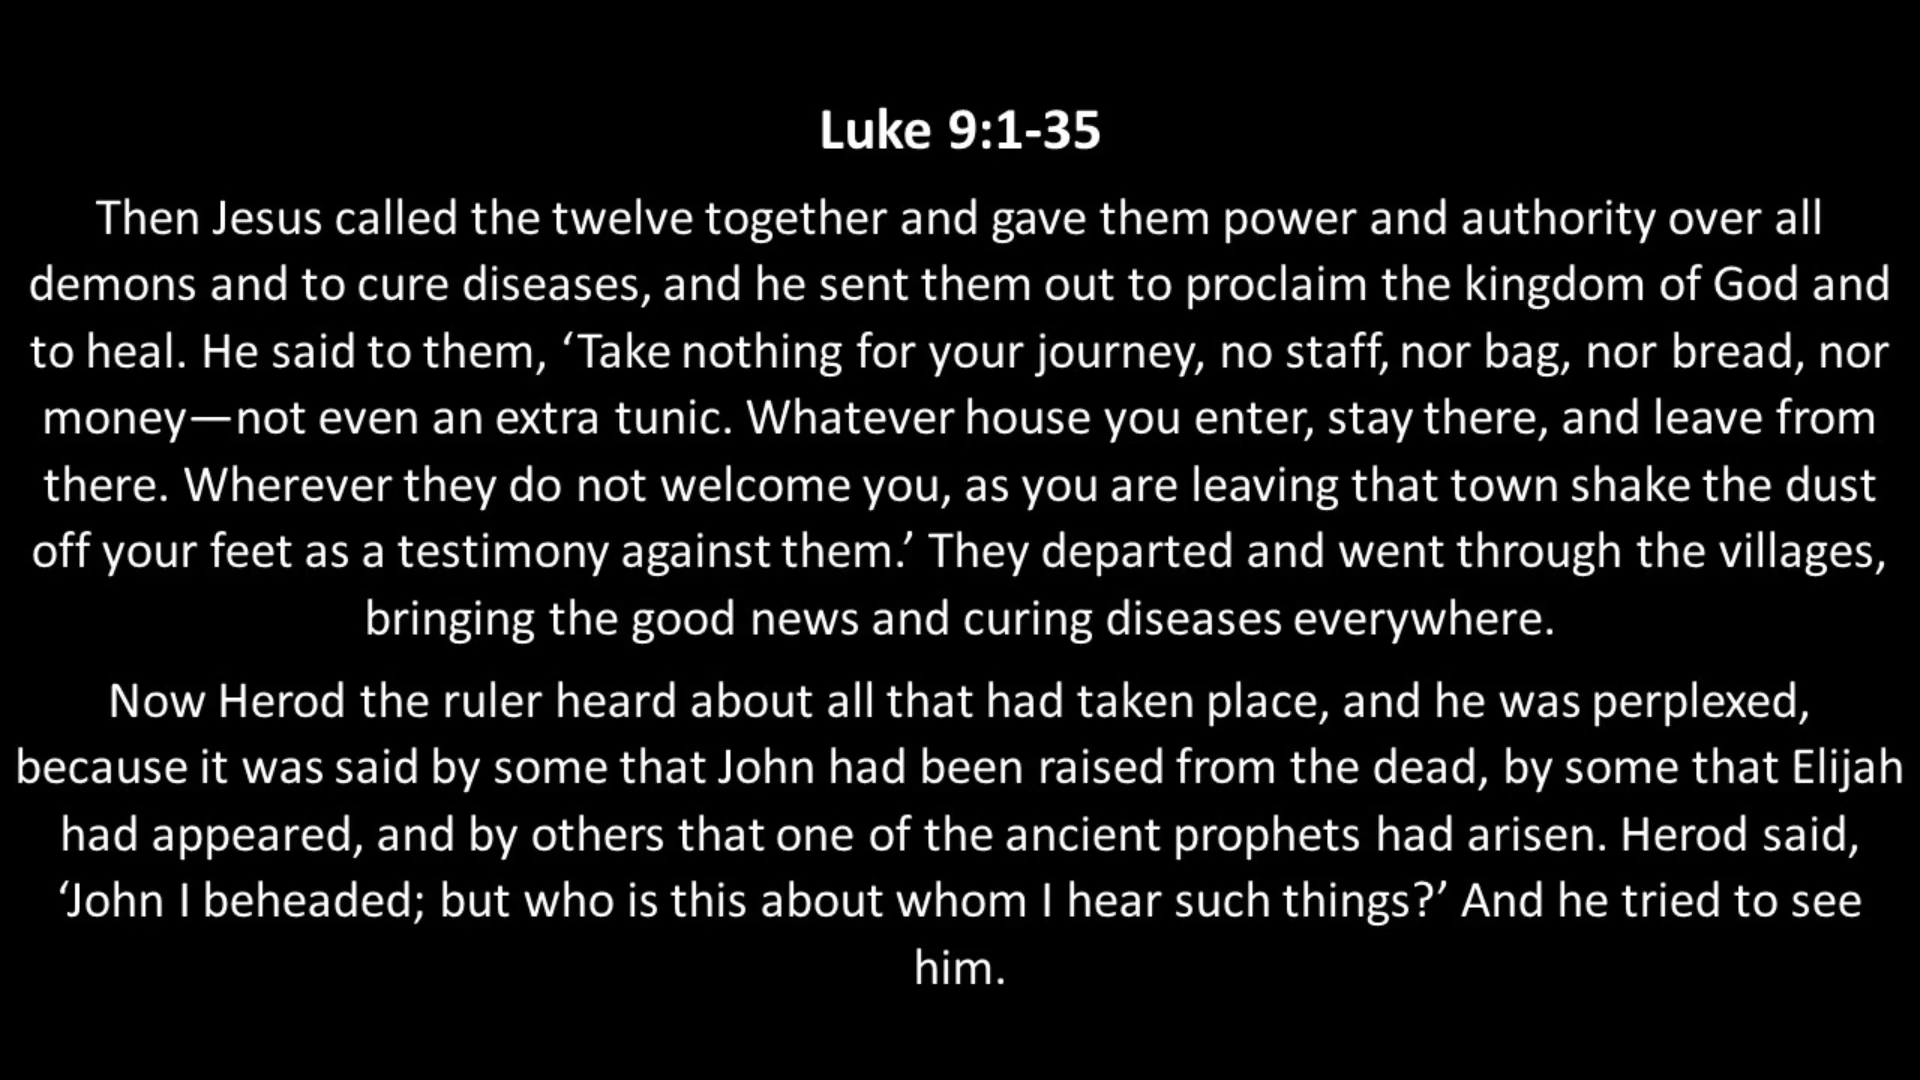 Luke 9:1-35
Then Jesus called the twelve together and gave them power and authority over all
demons and to cure diseases, and he sent them out to proclaim the kingdom of God and
to heal. He said to them, ‘Take nothing for your journey, no staff, nor bag, nor bread, nor
money—not even an extra tunic. Whatever house you enter, stay there, and leave from
there. Wherever they do not welcome you, as you are leaving that town shake the dust
off your feet as a testimony against them.’ They departed and went through the villages,
bringing the good news and curing diseases everywhere.
Now Herod the ruler heard about all that had taken place, and he was perplexed,
because it was said by some that John had been raised from the dead, by some that Elijah
had appeared, and by others that one of the ancient prophets had arisen. Herod said,
‘John I beheaded; but who is this about whom I hear such things?’ And he tried to see
him.